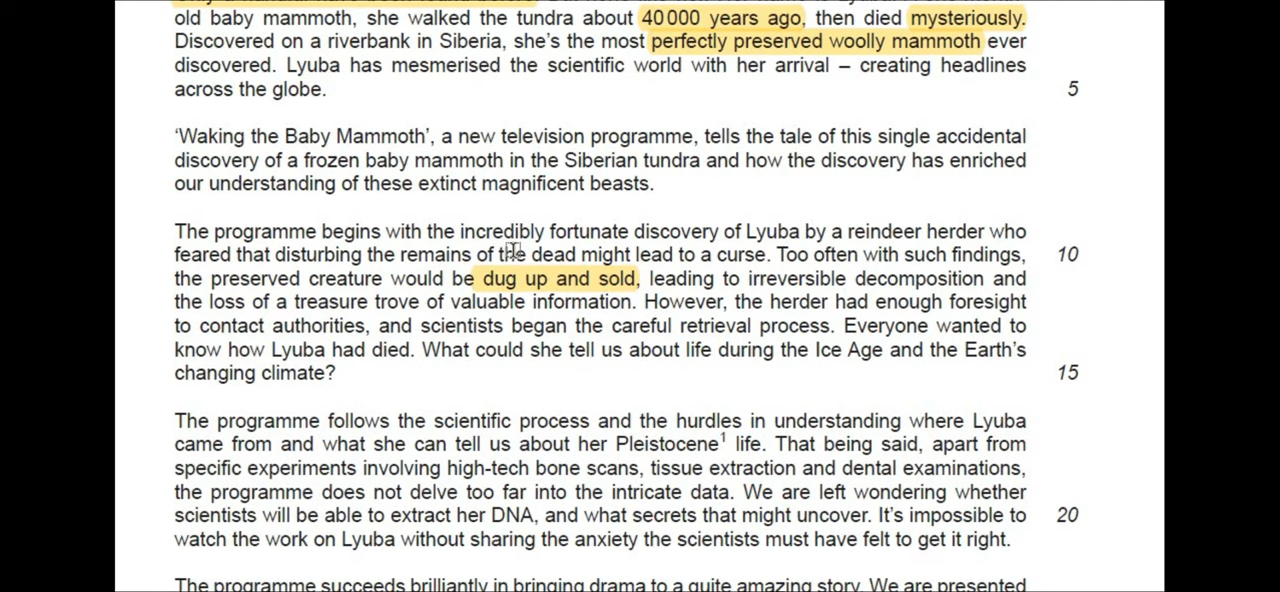 old baby mammoth, she walked the tundra about 40 000 years ago, then died mysteriously.
Discovered on a riverbank in Siberia, she's the most perfectly preserved woolly mammoth ever
discovered. Lyuba has mesmerised the scientific world with her arrival – creating headlines
across the globe. 5
'Waking the Baby Mammoth', a new television programme, tells the tale of this single accidental
discovery of a frozen baby mammoth in the Siberian tundra and how the discovery has enriched
our understanding of these extinct magnificent beasts.
The programme begins with the incredibly fortunate discovery of Lyuba by a reindeer herder who
feared that disturbing the remains of the dead might lead to a curse. Too often with such findings, 10
the preserved creature would be dug up and sold, leading to irreversible decomposition and
the loss of a treasure trove of valuable information. However, the herder had enough foresight
to contact authorities, and scientists began the careful retrieval process. Everyone wanted to
know how Lyuba had died. What could she tell us about life during the Ice Age and the Earth's
changing climate? 15
The programme follows the scientific process and the hurdles in understanding where Lyuba
came from and what she can tell us about her Pleistocene¹ life. That being said, apart from
specific experiments involving high-tech bone scans, tissue extraction and dental examinations,
the programme does not delve too far into the intricate data. We are left wondering whether
scientists will be able to extract her DNA, and what secrets that might uncover. It's impossible to 20
watch the work on Lyuba without sharing the anxiety the scientists must have felt to get it right.
The programme succeeds brilliantly in bringing drama to a quite amazing story. We are presented